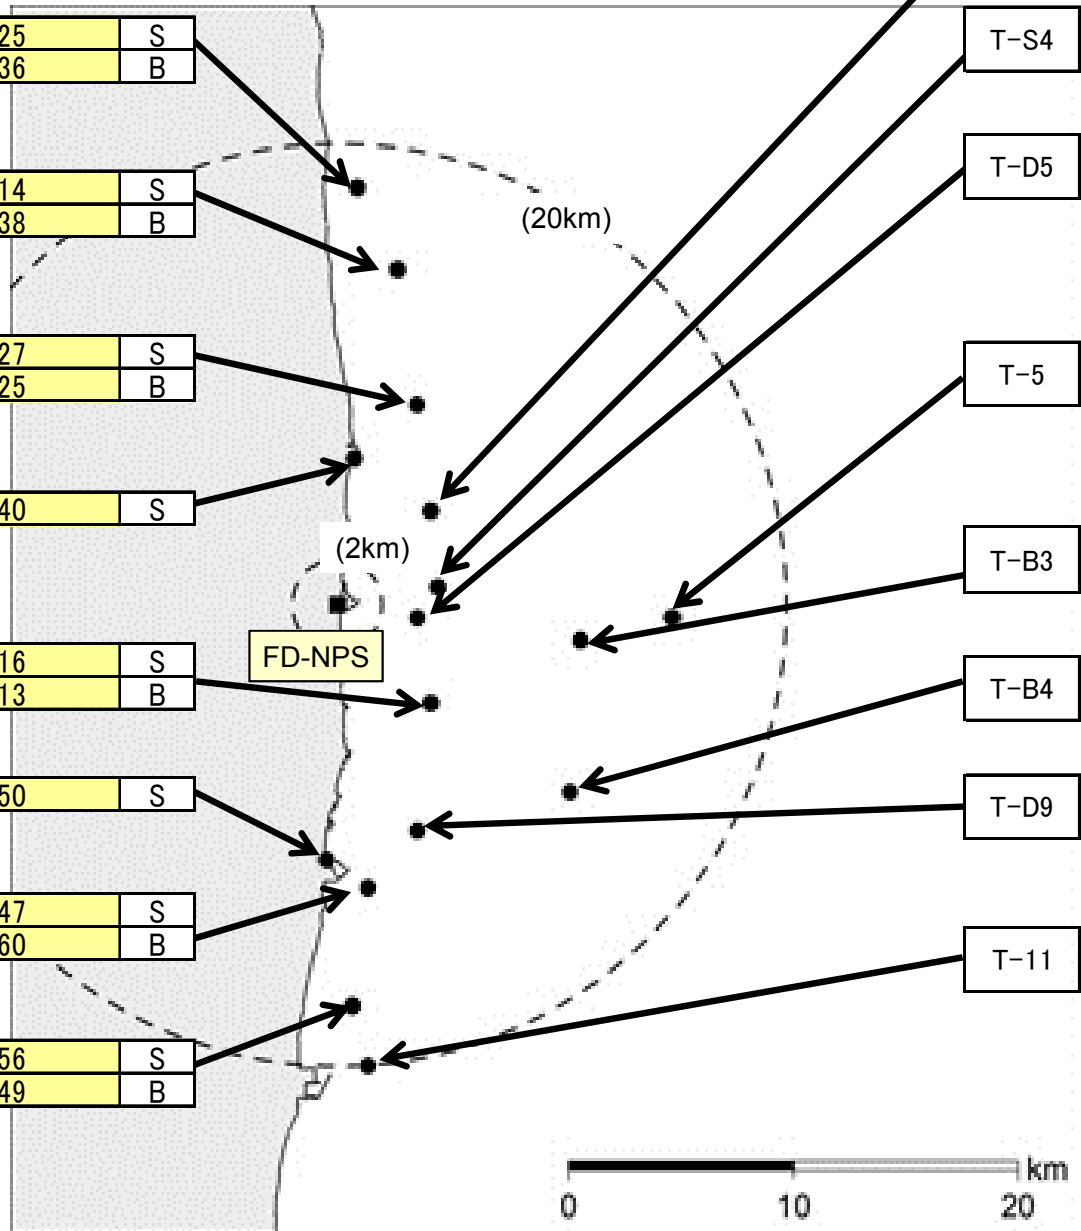 25 S
36 B
T-S4
14 S
38 B
T-D5
(20km)
27 S
25 B
T-5
40 S
(2km)
T-B3
FD-NPS
16 S
13 B
T-B4
50 S
T-D9
47 S
60 B
T-11
56 S
49 B
km
0 10 20